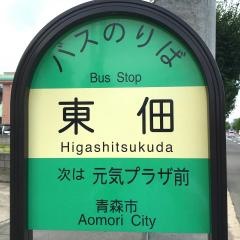 バスのりば
Bus Stop
東佃
Higashitsukuda
次は 元気プラザ前
青森市
Aomori City